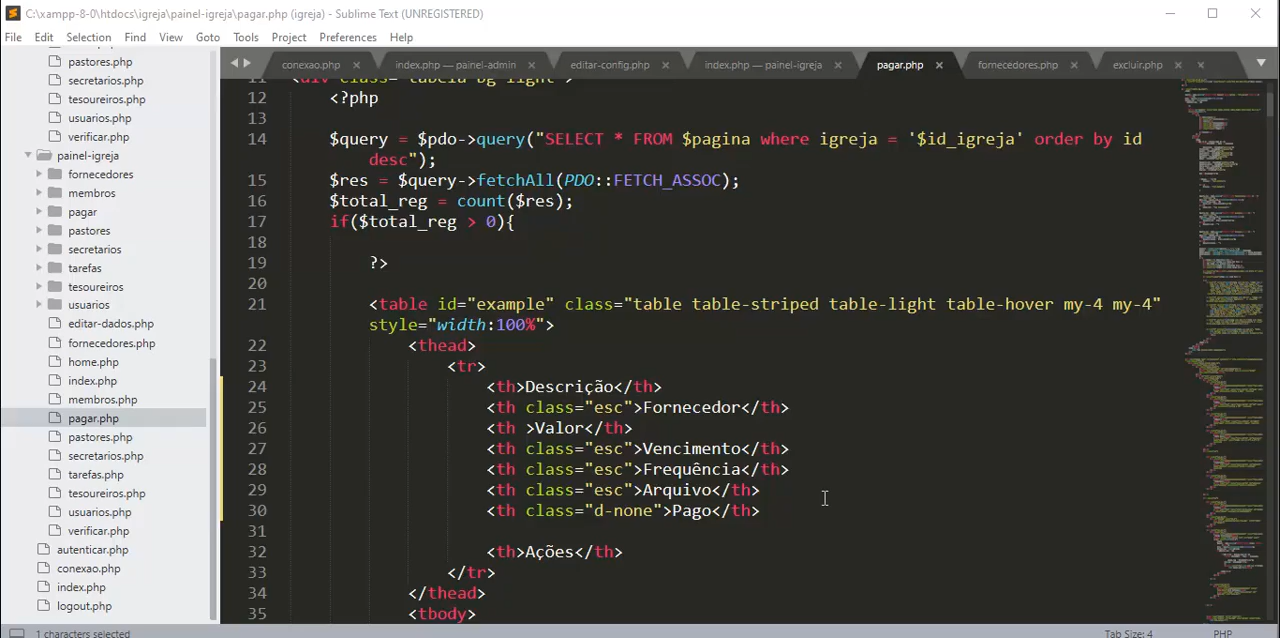 C:\xampp-8-0\htdocs\igreja\painel-igreja\pagar.php (igreja) - Sublime Text (UNREGISTERED)
File Edit Selection Find View Goto Tools Project Preferences Help
conexao.php index.php — painel-admin editar-config.php index.php — painel-igreja pagar.php fornecedores.php excluir.php
pastores.php
secretarios.php
tesoureiros.php
usuarios.php
verificar.php
painel-igreja
fornecedores
membros
pagar
pastores
secretarios
tarefas
tesoureiros
usuarios
editar-dados.php
fornecedores.php
home.php
index.php
membros.php
pagar.php
pastores.php
secretarios.php
tarefas.php
tesoureiros.php
usuarios.php
verificar.php
autenticar.php
conexao.php
index.php
logout.php
11 <div class="tabela bg-light">
12 <?php
13
14 $query = $pdo->query("SELECT * FROM $pagina where igreja = '$id_igreja' order by id
desc");
15 $res = $query->fetchAll(PDO::FETCH_ASSOC);
16 $total_reg = count($res);
17 if($total_reg > 0){
18
19 ?>
20
21 <table id="example" class="table table-striped table-light table-hover my-4 my-4"
style="width:100%">
22 <thead>
23 <tr>
24 <th>Descrição</th>
25 <th class="esc">Fornecedor</th>
26 <th >Valor</th>
27 <th class="esc">Vencimento</th>
28 <th class="esc">Frequência</th>
29 <th class="esc">Arquivo</th>
30 <th class="d-none">Pago</th>
31
32 <th>Ações</th>
33 </tr>
34 </thead>
35 <tbody>
1 characters selected Tab Size: 4 PHP